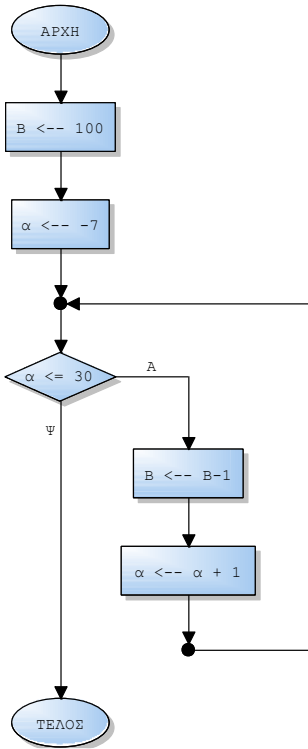 ΑΡΧΗ
Β <-- 100
α <-- -7
α <= 30
Α
Ψ
Β <-- Β-1
α <-- α + 1
ΤΕΛΟΣ